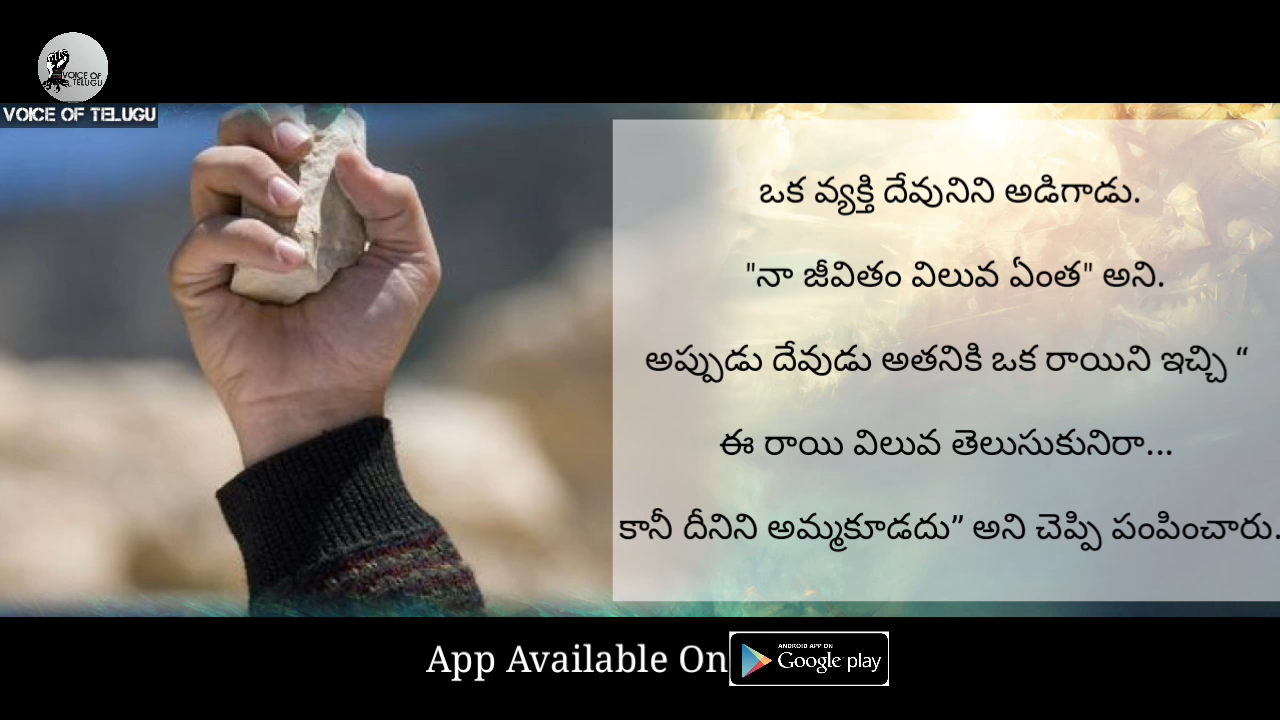 VOICE OF
TELUGU
VOICE OF TELUGU
ఒక వ్యక్తి దేవునిని అడిగాడు.
"నా జీవితం విలువ ఏంత" అని.
అప్పుడు దేవుడు అతనికి ఒక రాయిని ఇచ్చి “
ఈ రాయి విలువ తెలుసుకునిరా...
కానీ దీనిని అమ్మకూడదు” అని చెప్పి పంపించారు.
App Available On
ANDROID APP ON
Google play